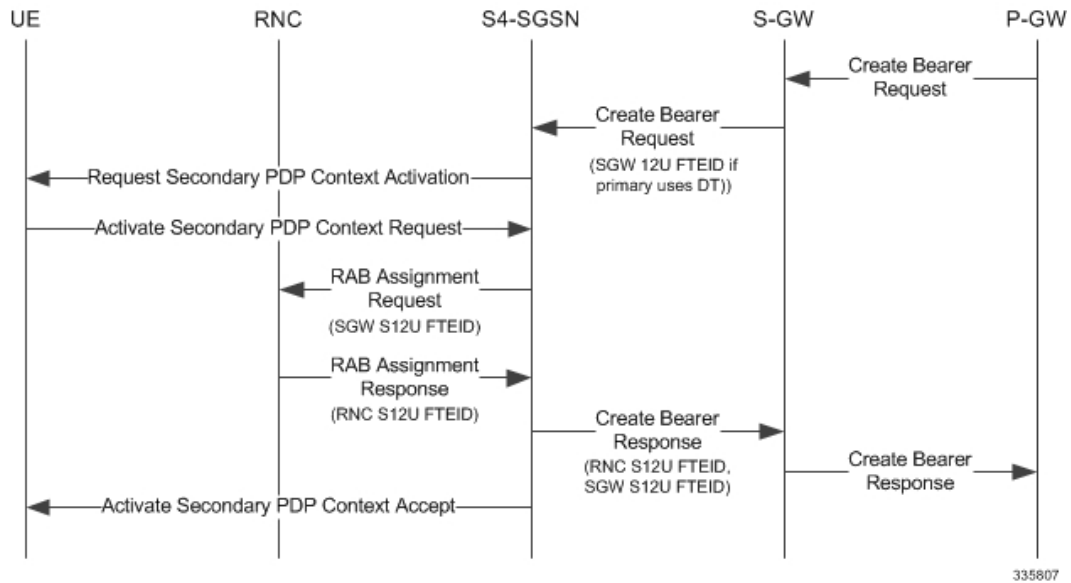 UE RNC S4-SGSN S-GW P-GW
Create Bearer
Request
Create Bearer
Request
(SGW 12U FTEID if
primary uses DT))
Request Secondary PDP Context Activation
Activate Secondary PDP Context Request
RAB Assignment
Request
(SGW S12U FTEID)
RAB Assignment
Response
(RNC S12U FTEID)
Create Bearer
Response
(RNC S12U FTEID,
SGW S12U FTEID)
Create Bearer
Response
Activate Secondary PDP Context Accept
335807